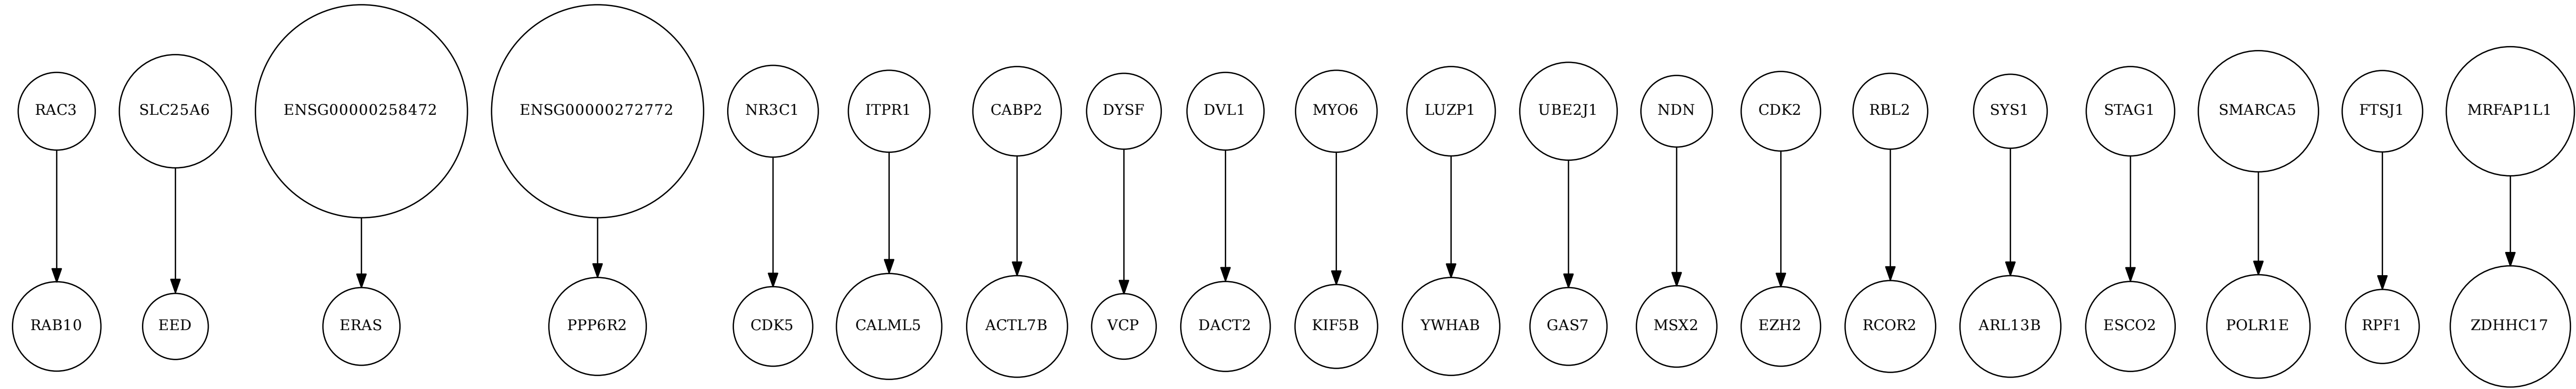 RAC3
SLC25A6
ENSG00000258472
ENSG00000272772
NR3C1
ITPR1
CABP2
DYSF
DVL1
MYO6
LUZP1
UBE2J1
NDN
CDK2
RBL2
SYS1
STAG1
SMARCA5
FTSJ1
MRFAP1L1
RAB10
EED
ERAS
PPP6R2
CDK5
CALML5
ACTL7B
VCP
DACT2
KIF5B
YWHAB
GAS7
MSX2
EZH2
RCOR2
ARL13B
ESCO2
POLR1E
RPF1
ZDHHC17